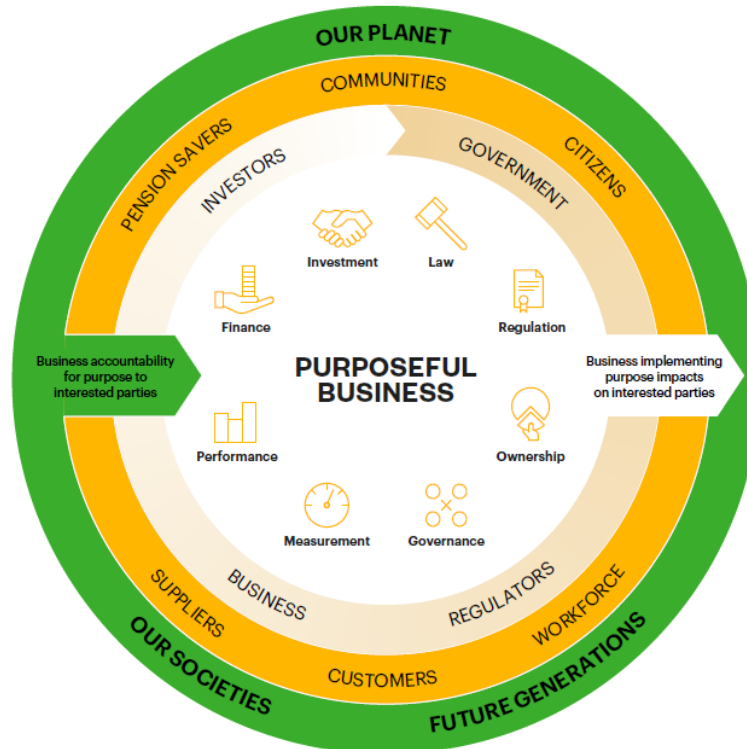 OUR PLANET
COMMUNITIES
PENSION SAVERS
CITIZENS
INVESTORS
GOVERNMENT
Investment
Law
Finance
Regulation
Business accountability
for purpose to
interested parties
PURPOSEFUL
BUSINESS
Business implementing
purpose impacts
on interested parties
Performance
Ownership
Measurement
Governance
BUSINESS
REGULATORS
SUPPLIERS
WORKFORCE
CUSTOMERS
OUR SOCIETIES
FUTURE GENERATIONS